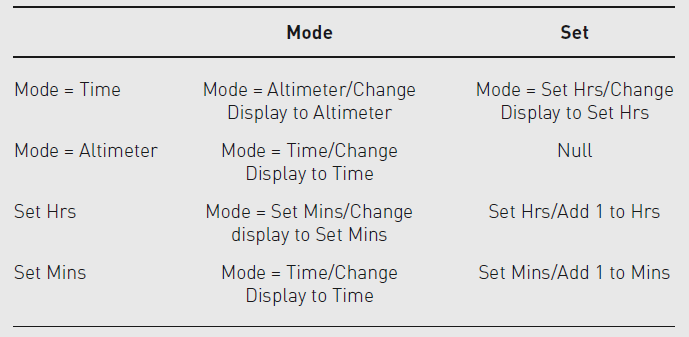 Mode Set
Mode = Time Mode = Altimeter/Change Mode = Set Hrs/Change
Display to Altimeter Display to Set Hrs
Mode = Altimeter Mode = Time/Change Null
Display to Time
Set Hrs Mode = Set Mins/Change Set Hrs/Add 1 to Hrs
display to Set Mins
Set Mins Mode = Time/Change Set Mins/Add 1 to Mins
Display to Time